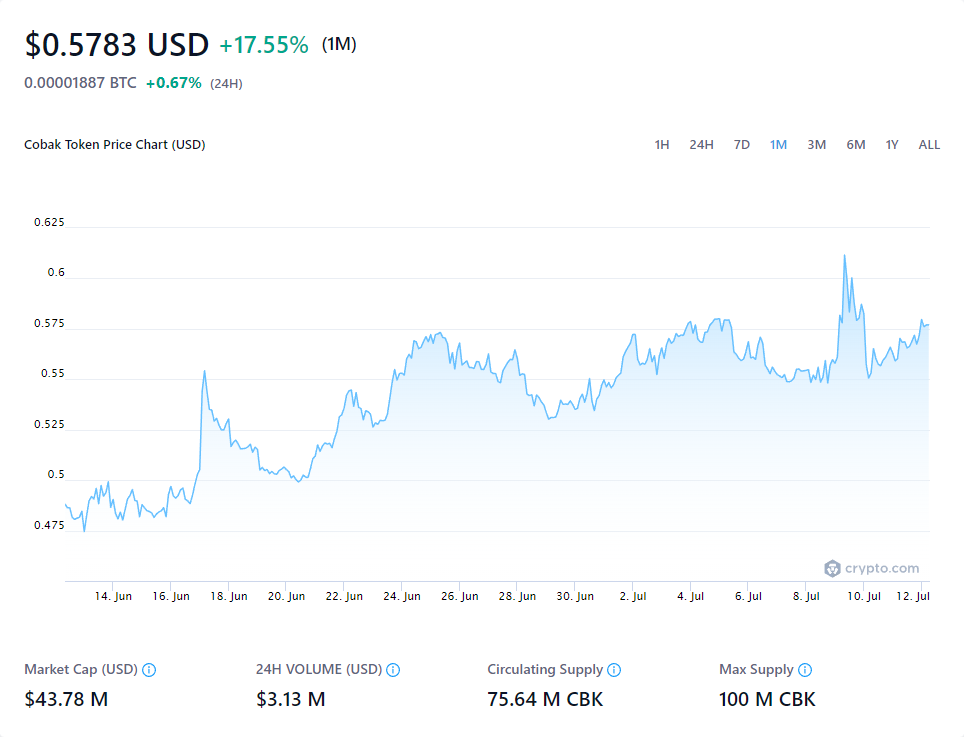 $0.5783 USD +17.55% (1M)
0.00001887 BTC +0.67% (24H)
Cobak Token Price Chart (USD) 1H 24H 7D 1M 3M 6M 1Y ALL
0.625
0.6
0.575
0.55
0.525
0.5
0.475
crypto.com
14. Jun 16. Jun 18. Jun 20. Jun 22. Jun 24. Jun 26. Jun 28. Jun 30. Jun 2. Jul 4. Jul 6. Jul 8. Jul 10. Jul 12. Jul
Market Cap (USD) 24H VOLUME (USD) Circulating Supply Max Supply
$43.78 M $3.13 M 75.64 M CBK 100 M CBK